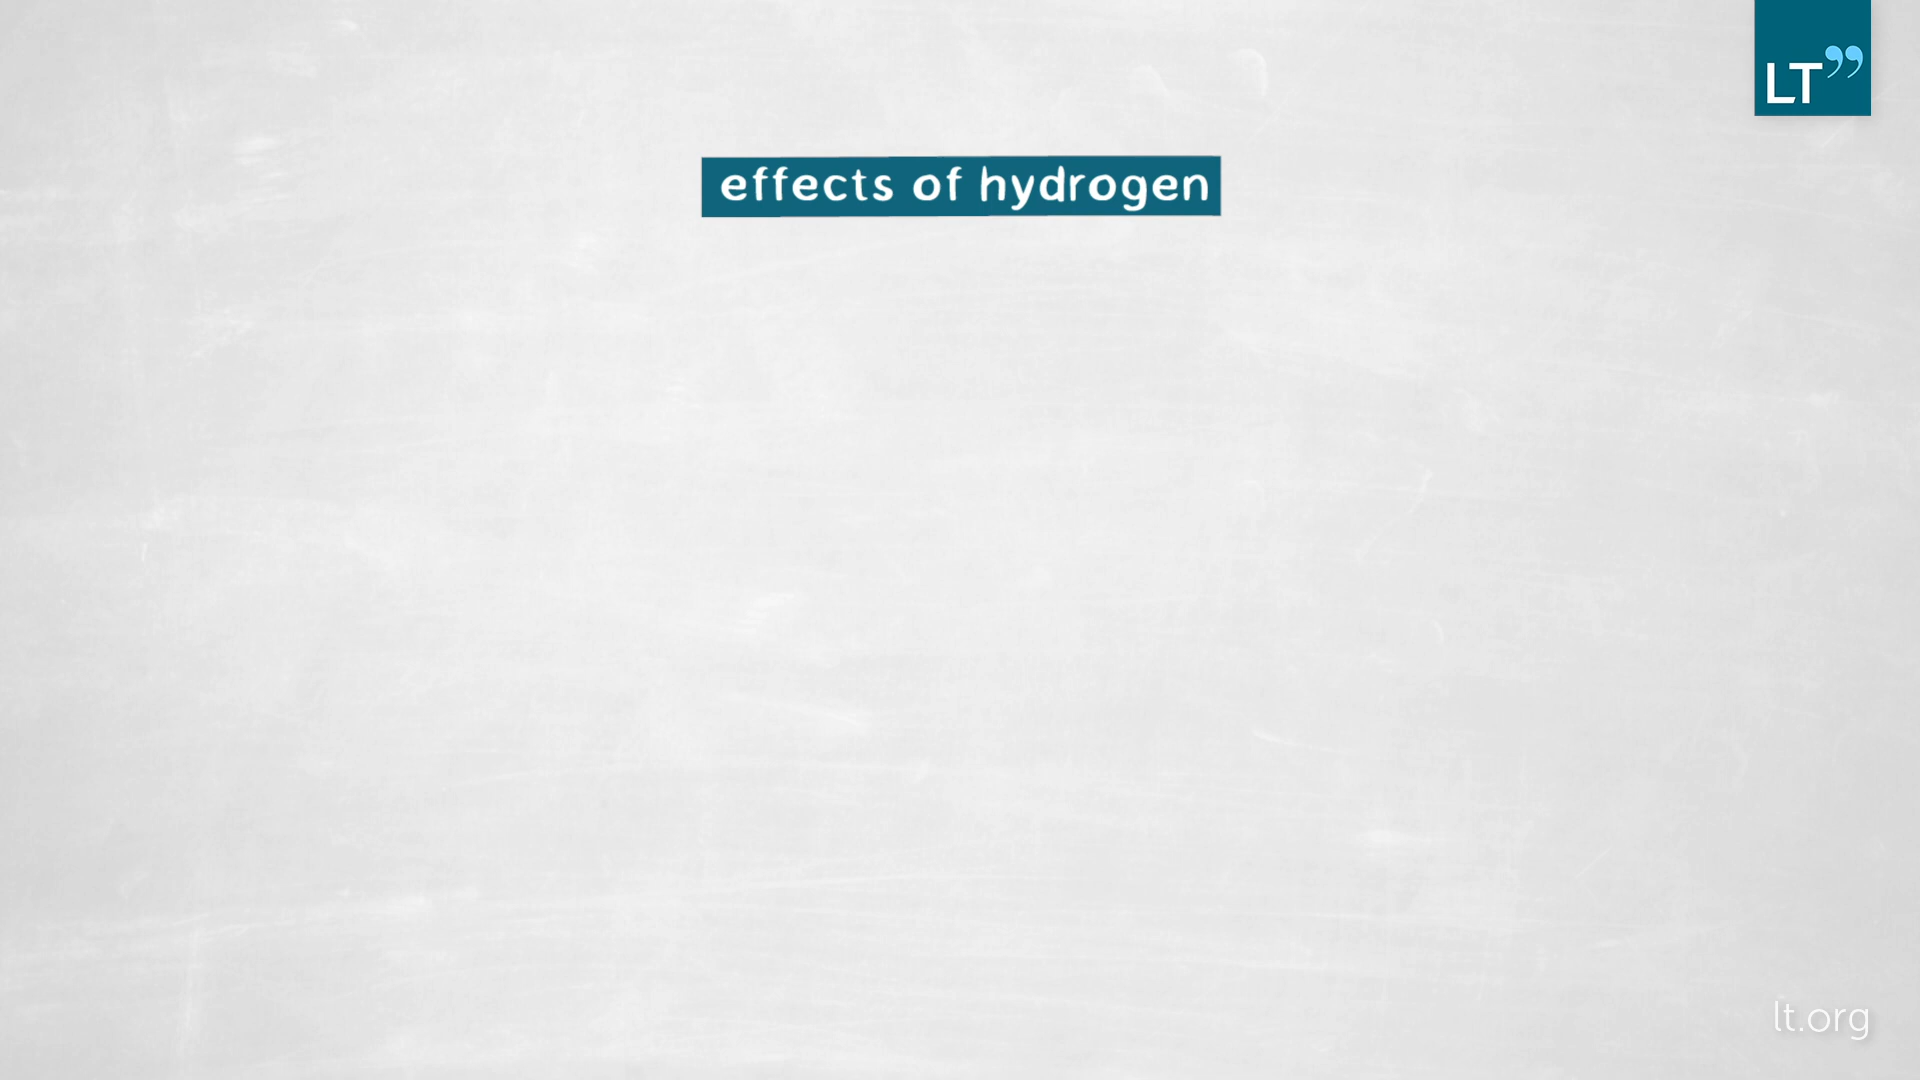 LT”
effects of hydrogen
lt.org